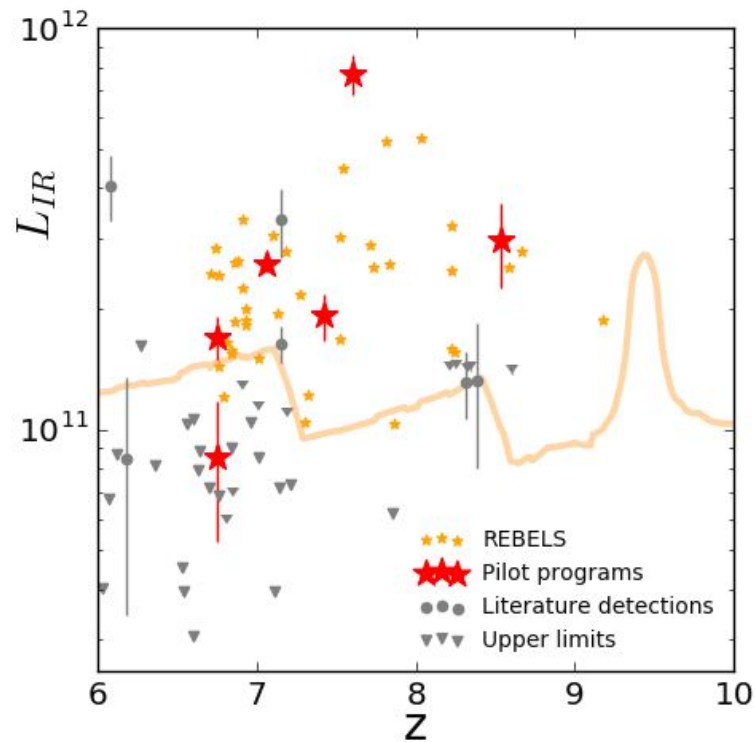 10^12
L_IR
10^11
REBELS
Pilot programs
Literature detections
Upper limits
6 7 8 9 10
z